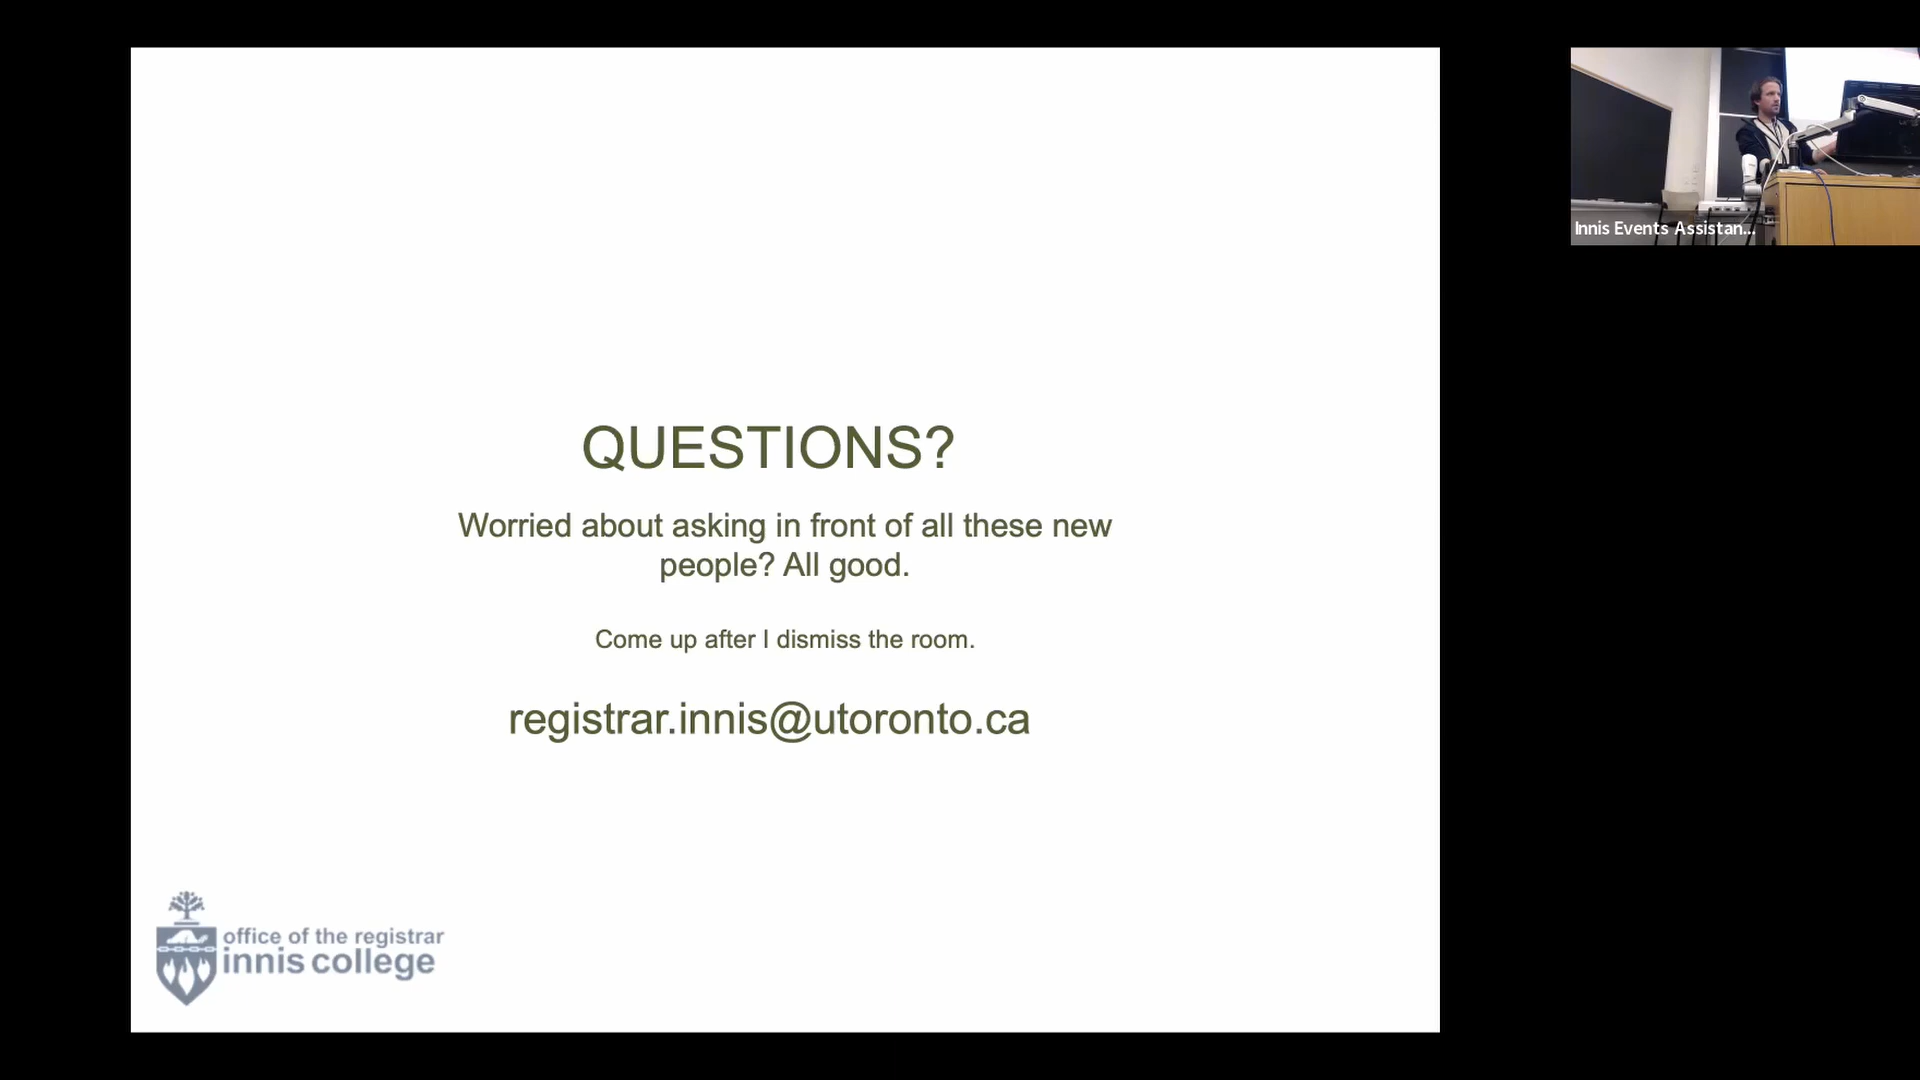 QUESTIONS?
Worried about asking in front of all these new
people? All good.
Come up after I dismiss the room.
registrar.innis@utoronto.ca
office of the registrar
innis college
Innis Events Assistan...